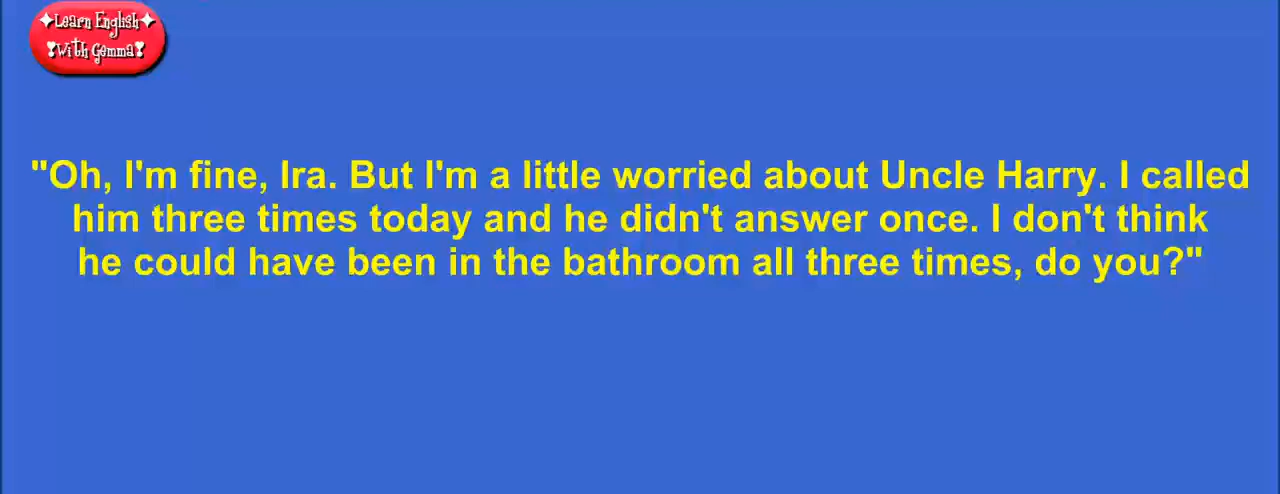 ✦Learn English✦
❣With Gemma❣
"Oh, I'm fine, Ira. But I'm a little worried about Uncle Harry. I called
him three times today and he didn't answer once. I don't think
he could have been in the bathroom all three times, do you?"